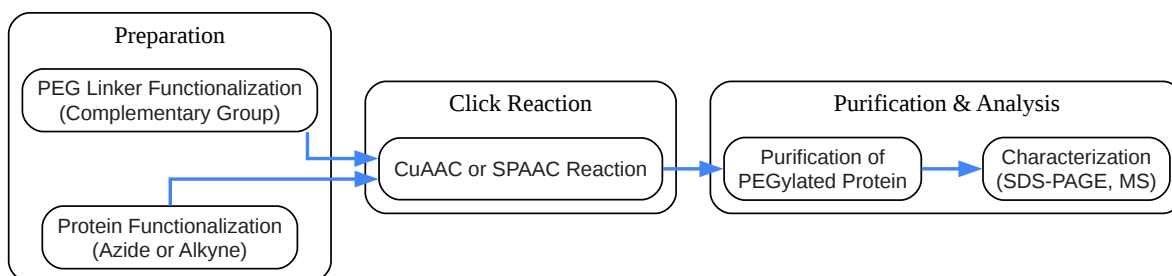 Preparation
PEG Linker Functionalization
(Complementary Group)
Protein Functionalization
(Azide or Alkyne)
Click Reaction
CuAAC or SPAAC Reaction
Purification & Analysis
Purification of
PEGylated Protein
Characterization
(SDS-PAGE, MS)